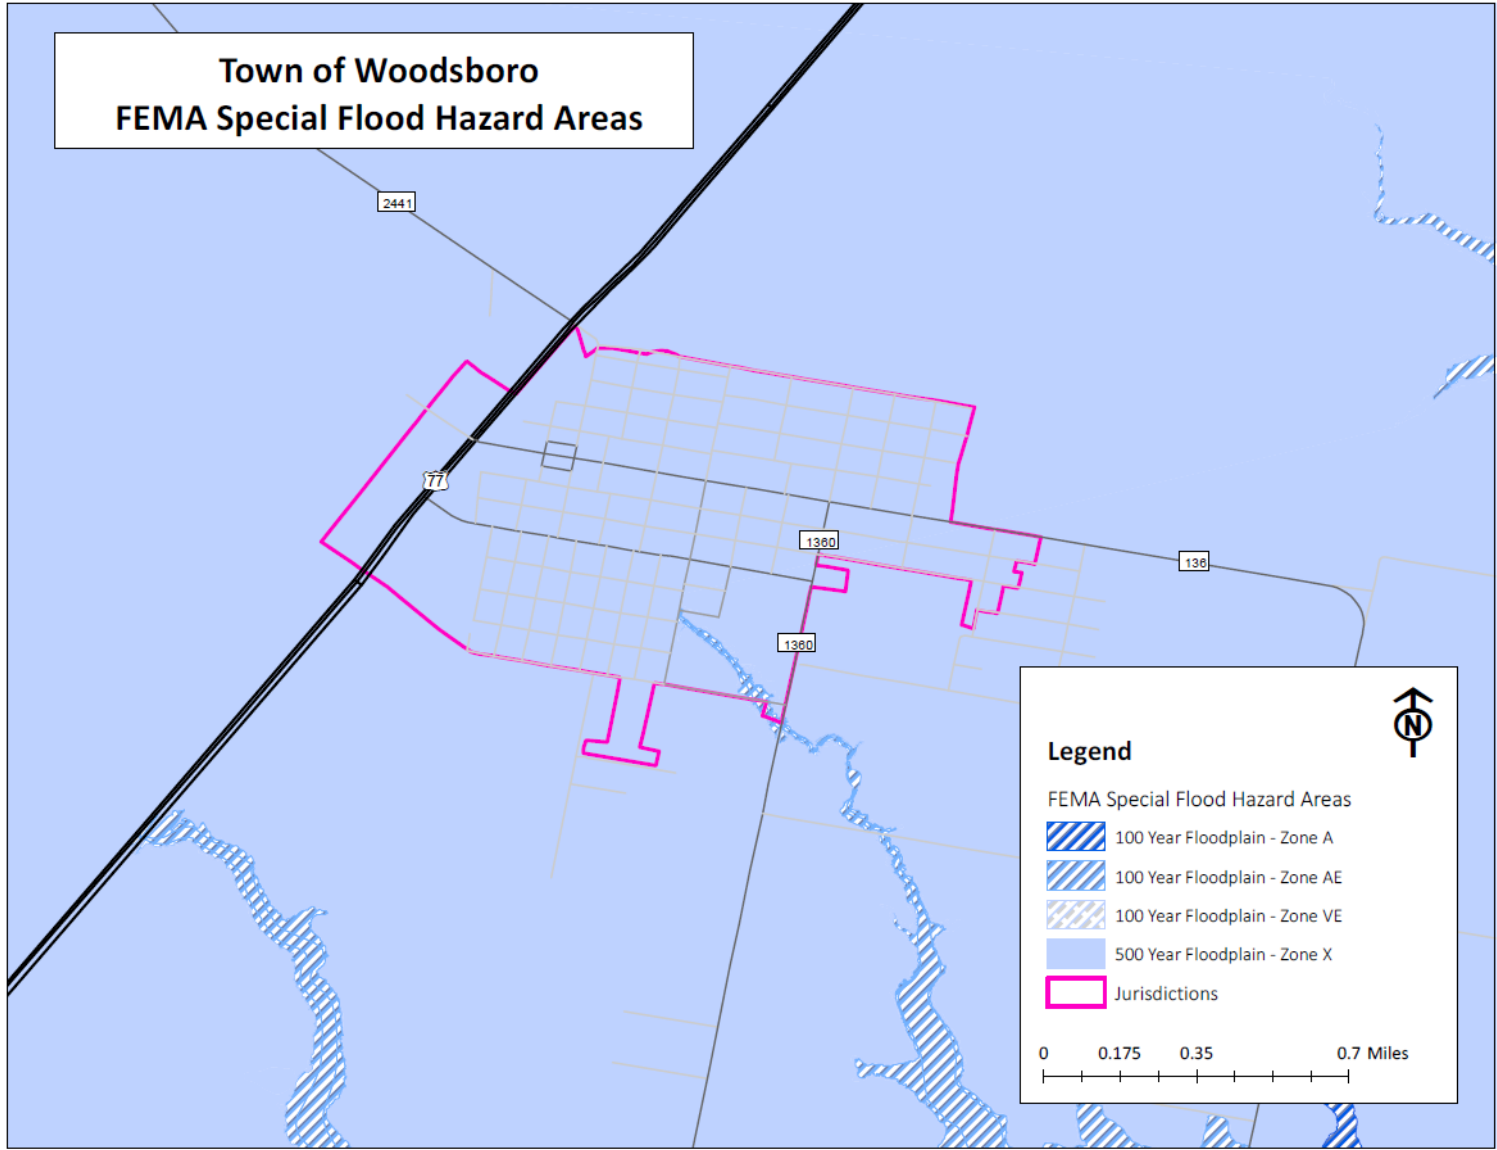 Town of Woodsboro
FEMA Special Flood Hazard Areas
2441
77
1360
136
1360
N
Legend
FEMA Special Flood Hazard Areas
100 Year Floodplain - Zone A
100 Year Floodplain - Zone AE
100 Year Floodplain - Zone VE
500 Year Floodplain - Zone X
Jurisdictions
0 0.175 0.35 0.7 Miles